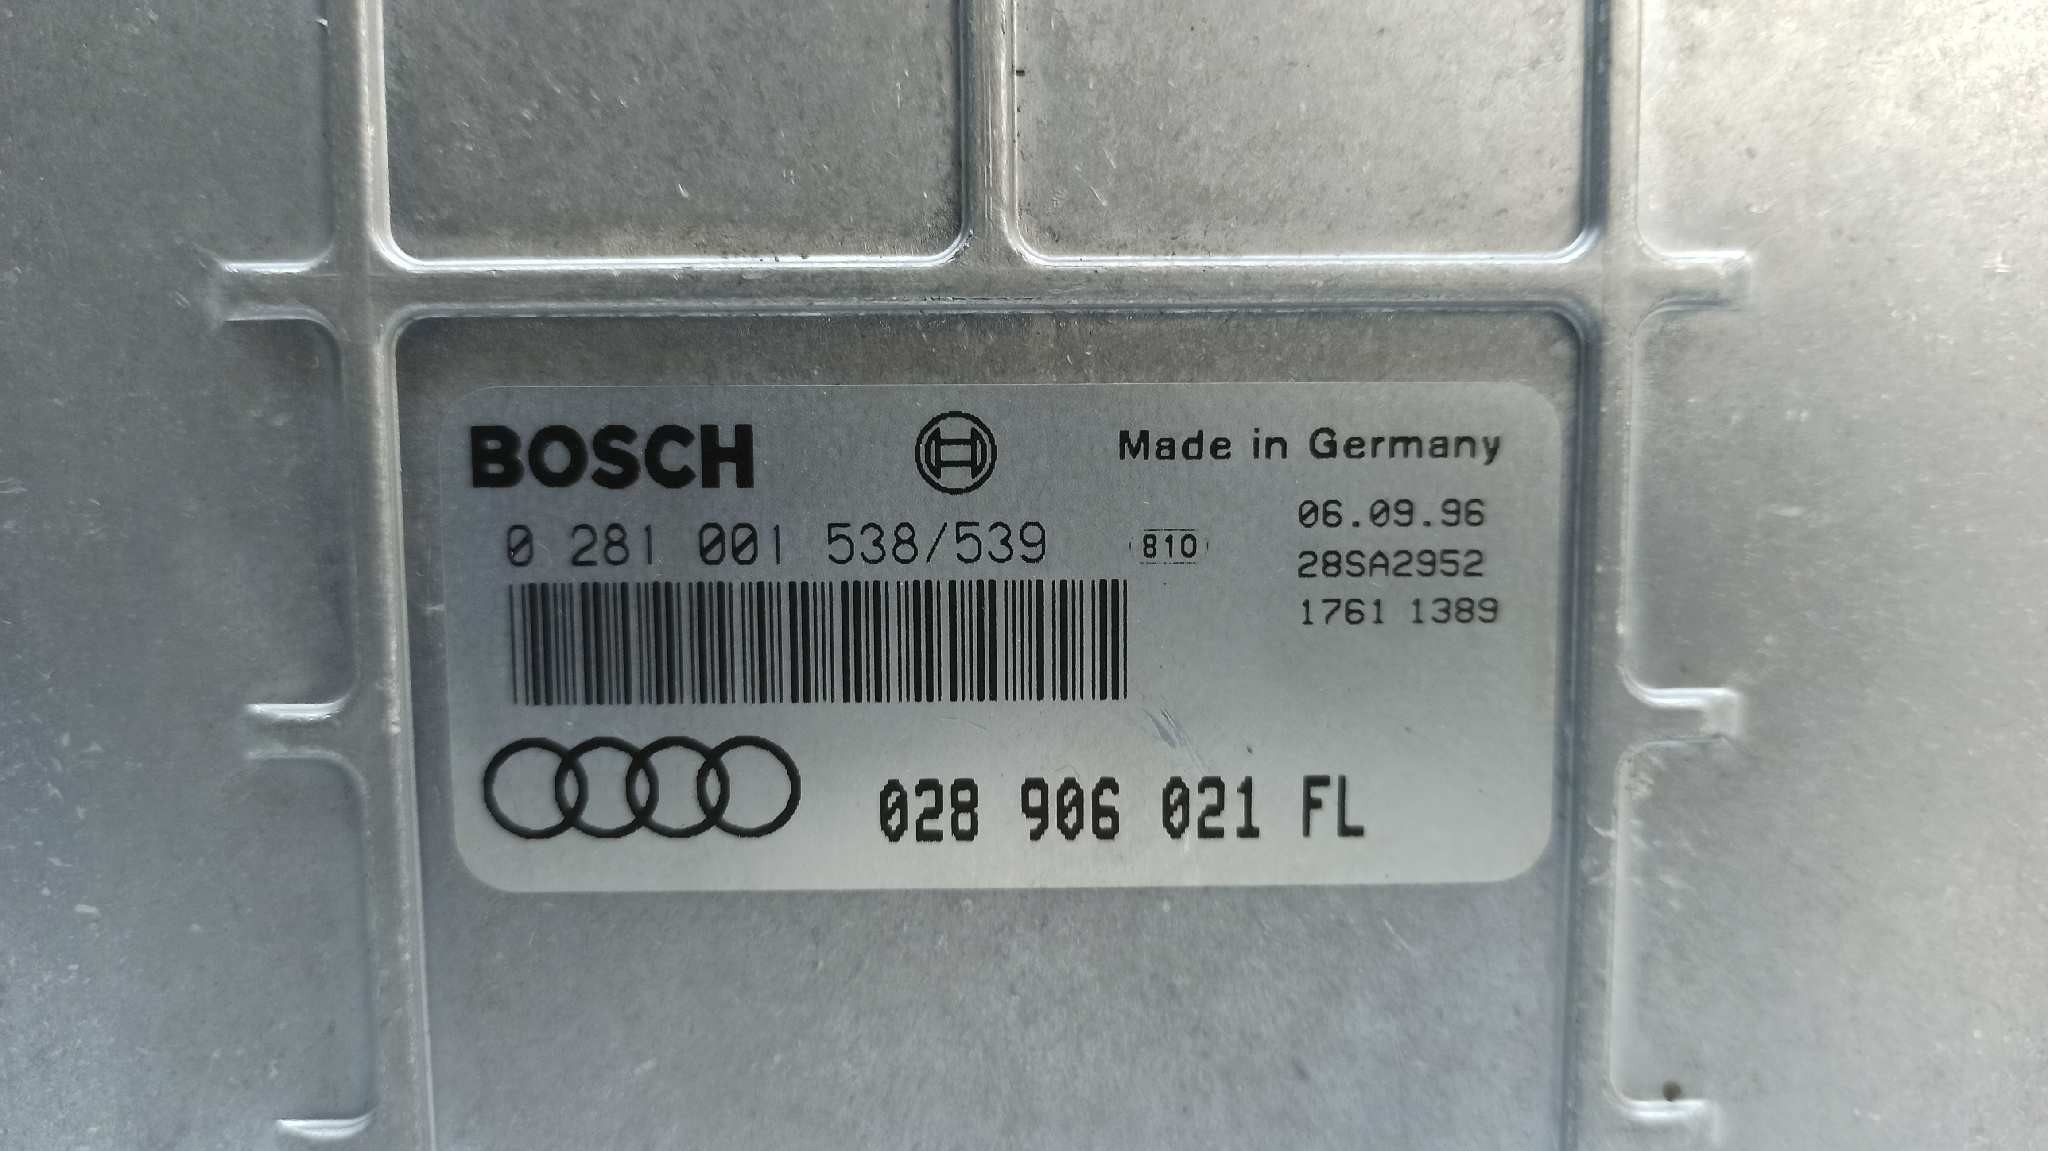 BOSCH
Made in Germany
0 281 001 538/539
810
06.09.96
28SA2952
1761 1389
028 906 021 FL